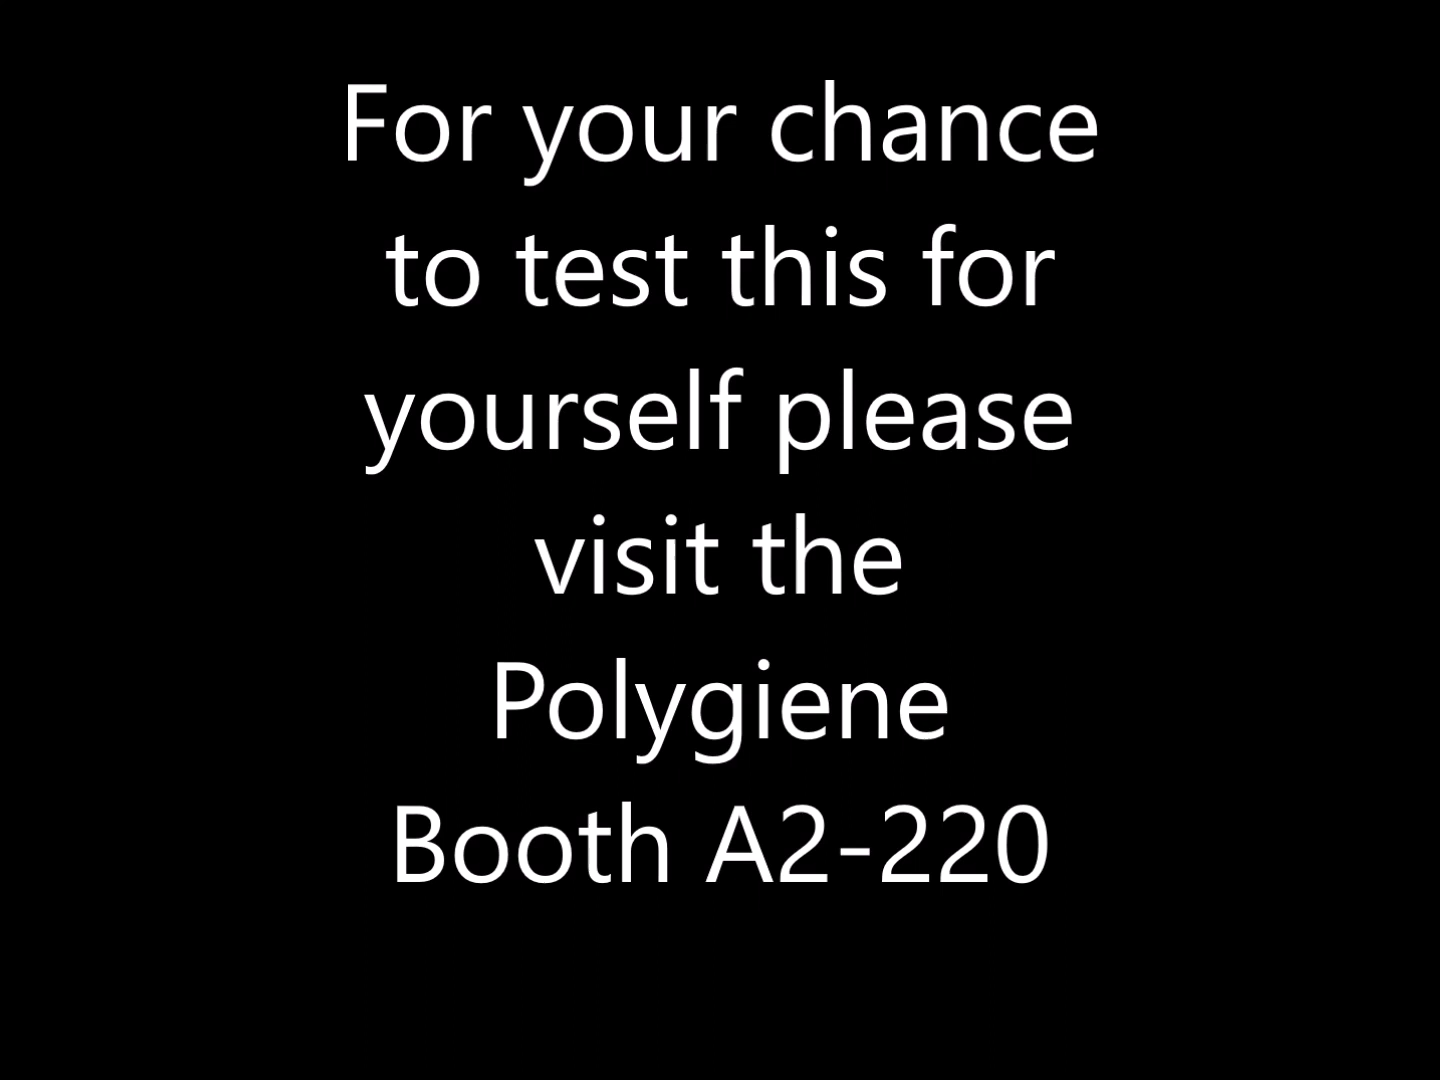 For your chance
to test this for
yourself please
visit the
Polygiene
Booth A2-220